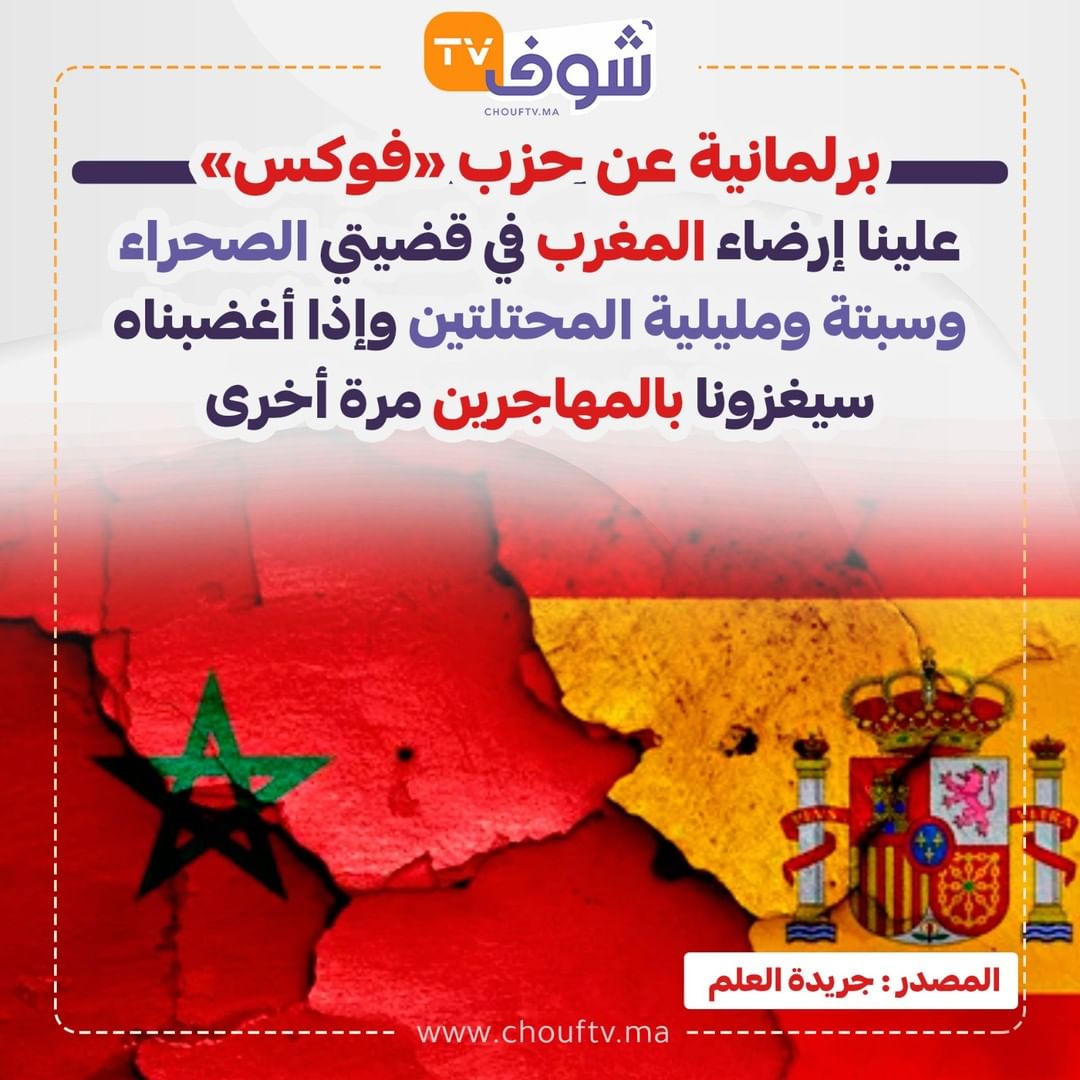 شوف TV
CHOUFTV.MA
برلمانية عن حزب «فوكس»
علينا إرضاء المغرب في قضيتي الصحراء
وسبتة ومليلية المحتلتين وإذا أغضبناه
سيغزونا بالمهاجرين مرة أخرى
المصدر : جريدة العلم
www.chouftv.ma